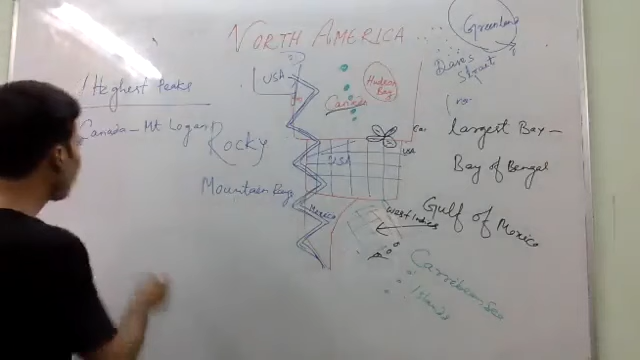 NORTH AMERICA
Greenland
Davis
Strait
Highest Peaks
Canada - Mt Logan
USA
Canada
Hudson
Bay
Largest Bay -
Bay of Bengal
Rocky
Mountain
USA
USA
Mexico
West Indies
Gulf of Mexico
Carribean Sea
Islands